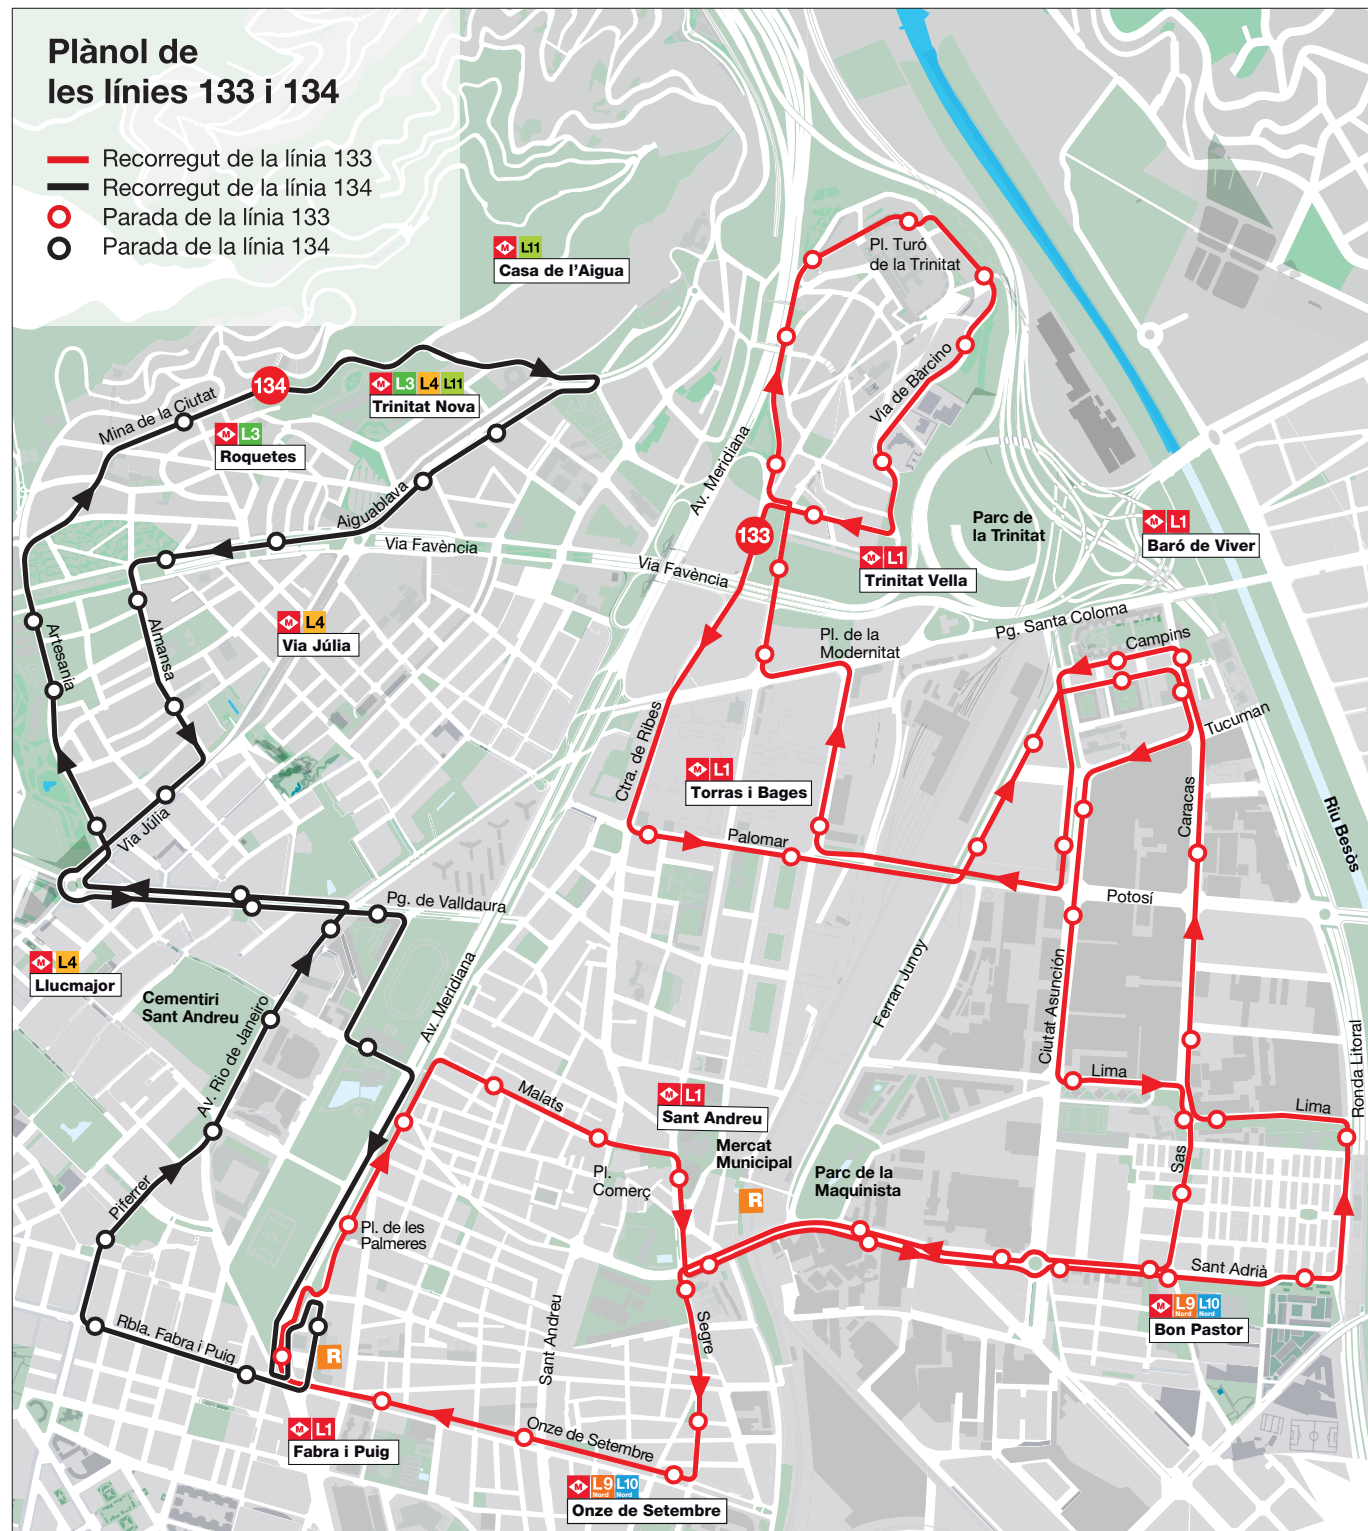 Plànol de
les línies 133 i 134
Recorregut de la línia 133
Recorregut de la línia 134
Parada de la línia 133
Parada de la línia 134
M L11
Casa de l'Aigua
Pl. Turó
de la Trinitat
134
M L3 L4 L11
Trinitat Nova
Mina de la Ciutat
M L3
Roquetes
Via de Bàrcino
Av. Meridiana
Aiguablava
Via Favència
133
Via Favència
Parc de
la Trinitat
M L1
Baró de Viver
M L1
Trinitat Vella
Artesania
Almansa
M L4
Via Júlia
Pl. de la
Modernitat
Pg. Santa Coloma
Campins
Tucuman
Ctra. de Ribes
M L1
Torras i Bages
Via Júlia
Palomar
Caracas
Riu Besòs
Potosí
Pg. de Valldaura
M L4
Llucmajor
Cementiri
Sant Andreu
Av. Rio de Janeiro
Av. Meridiana
Ferran Junoy
Ciutat Asunción
Ronda Litoral
Lima
Lima
Malats
M L1
Sant Andreu
Mercat
Municipal
R
Pl.
Comerç
Parc de la
Maquinista
Sas
Piferrer
Pl. de les
Palmeres
Sant Adrià
M L9 Nord L10 Nord
Bon Pastor
Rbla. Fabra i Puig
R
Sant Andreu
Segre
M L1
Fabra i Puig
Onze de Setembre
M L9 Nord L10 Nord
Onze de Setembre